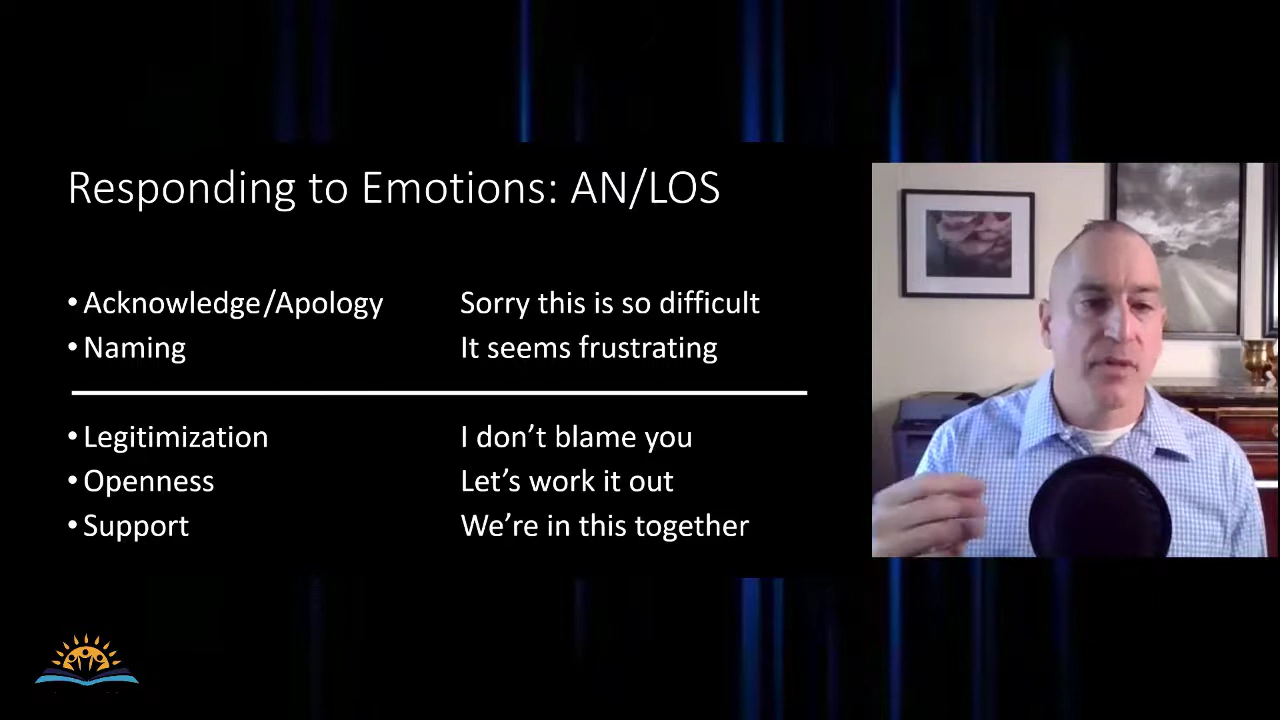 Responding to Emotions: AN/LOS
• Acknowledge/Apology Sorry this is so difficult
• Naming It seems frustrating
• Legitimization I don’t blame you
• Openness Let’s work it out
• Support We’re in this together